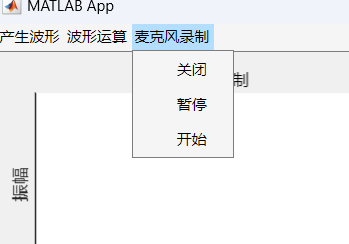 MATLAB App
产生波形 波形运算 麦克风录制
关闭
制
暂停
开始
振幅